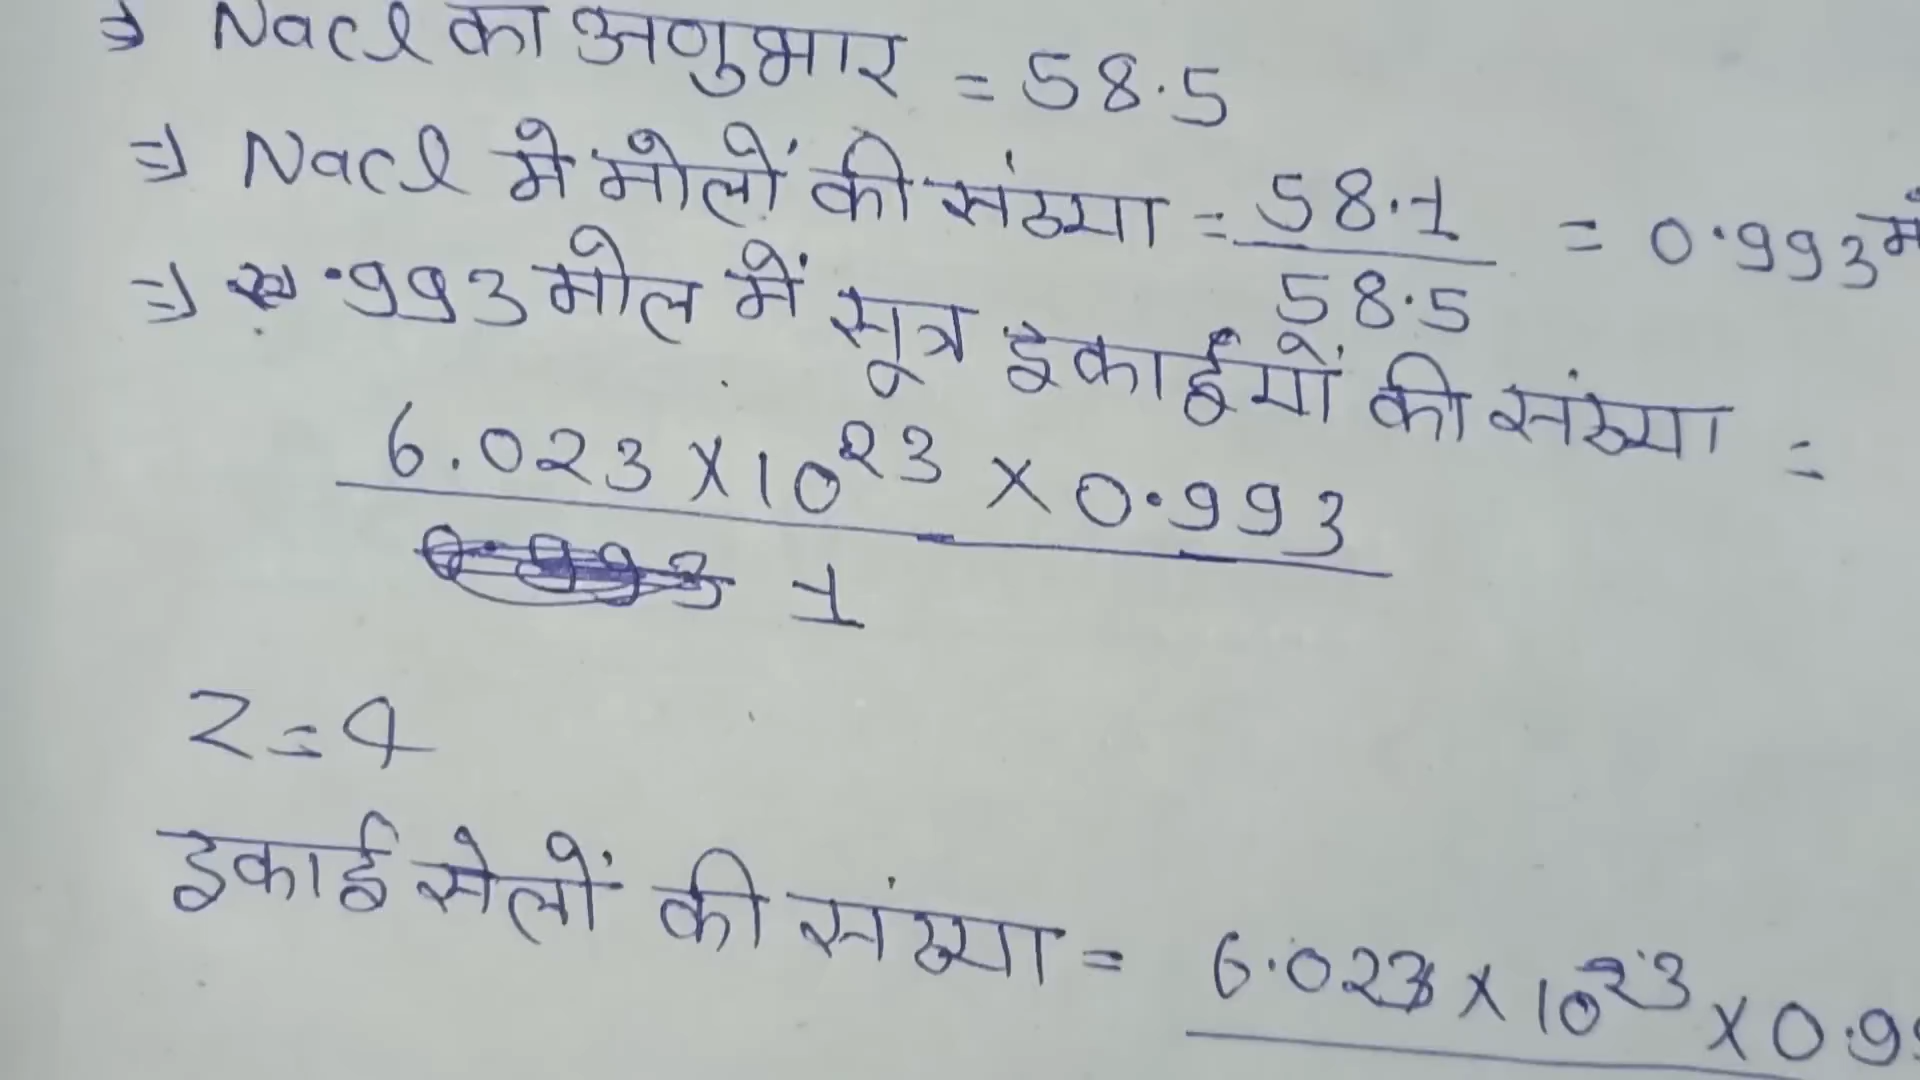 ⇒ Nacl का अणुभार = 58.5
⇒ Nacl मे मोलों की संख्या = 58.1 / 58.5 = 0.993
⇒ .993 मोल में सूत्र इकाईयों की संख्या =
6.023 × 10²³ × 0.993
1
Z = 4
इकाई सेलों की संख्या = 6.023 × 10²³ × 0.9